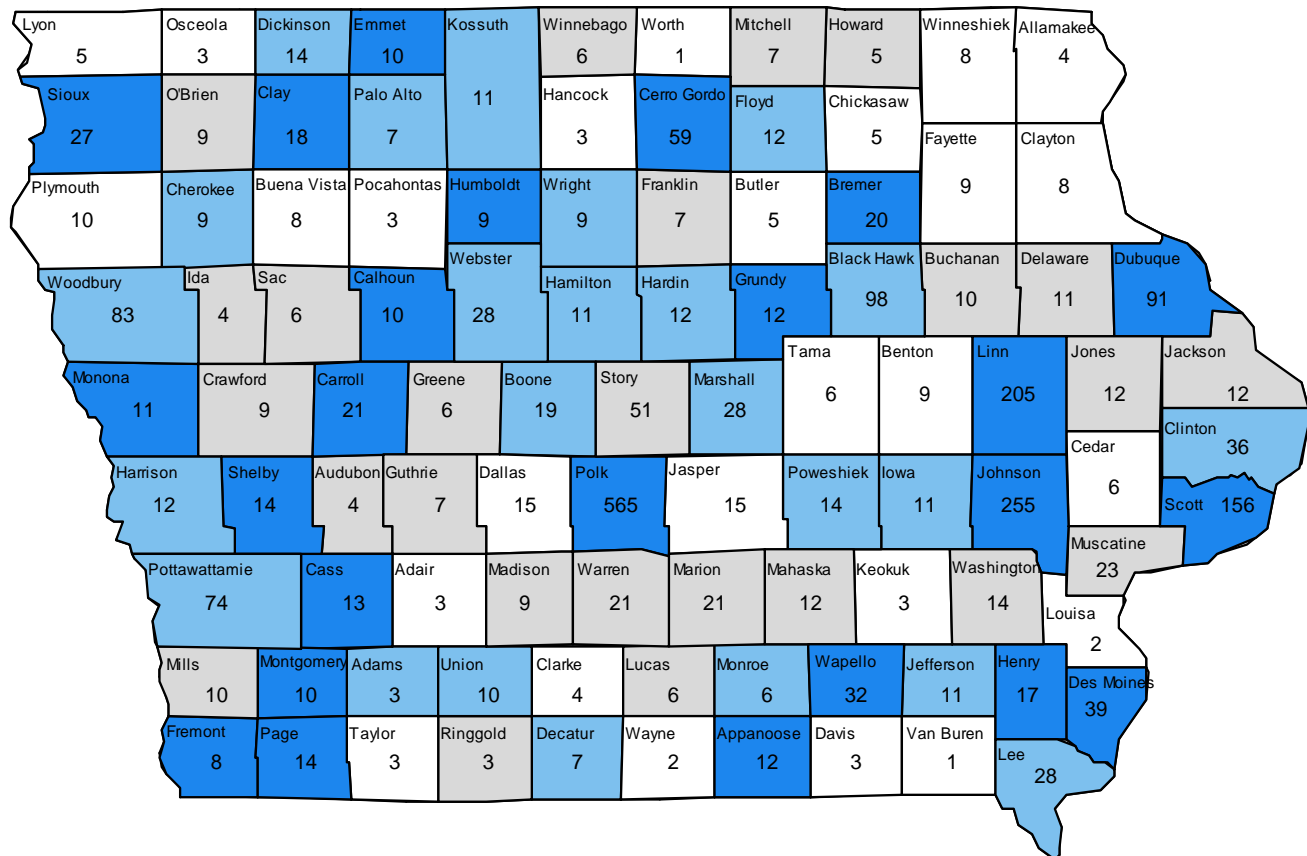 Lyon
5
Osceola
3
Dickinson
14
Emmet
10
Kossuth
11
Winnebago
6
Worth
1
Mitchell
7
Howard
5
Winneshiek
8
Allamakee
4
Sioux
27
O'Brien
9
Clay
18
Palo Alto
7
Hancock
3
Cerro Gordo
59
Floyd
12
Chickasaw
5
Fayette
9
Clayton
8
Plymouth
10
Cherokee
9
Buena Vista
8
Pocahontas
3
Humboldt
9
Wright
9
Franklin
7
Butler
5
Bremer
20
Woodbury
83
Ida
4
Sac
6
Calhoun
10
Webster
28
Hamilton
11
Hardin
12
Grundy
12
Black Hawk
98
Buchanan
10
Delaware
11
Dubuque
91
Monona
11
Crawford
9
Carroll
21
Greene
6
Boone
19
Story
51
Marshall
28
Tama
6
Benton
9
Linn
205
Jones
12
Jackson
12
Clinton
36
Harrison
12
Shelby
14
Audubon
4
Guthrie
7
Dallas
15
Polk
565
Jasper
15
Poweshiek
14
Iowa
11
Johnson
255
Cedar
6
Scott
156
Muscatine
23
Pottawattamie
74
Cass
13
Adair
3
Madison
9
Warren
21
Marion
21
Mahaska
12
Keokuk
3
Washington
14
Louisa
2
Mills
10
Montgomery
10
Adams
3
Union
10
Clarke
4
Lucas
6
Monroe
6
Wapello
32
Jefferson
11
Henry
17
Des Moines
39
Fremont
8
Page
14
Taylor
3
Ringgold
3
Decatur
7
Wayne
2
Appanoose
12
Davis
3
Van Buren
1
Lee
28